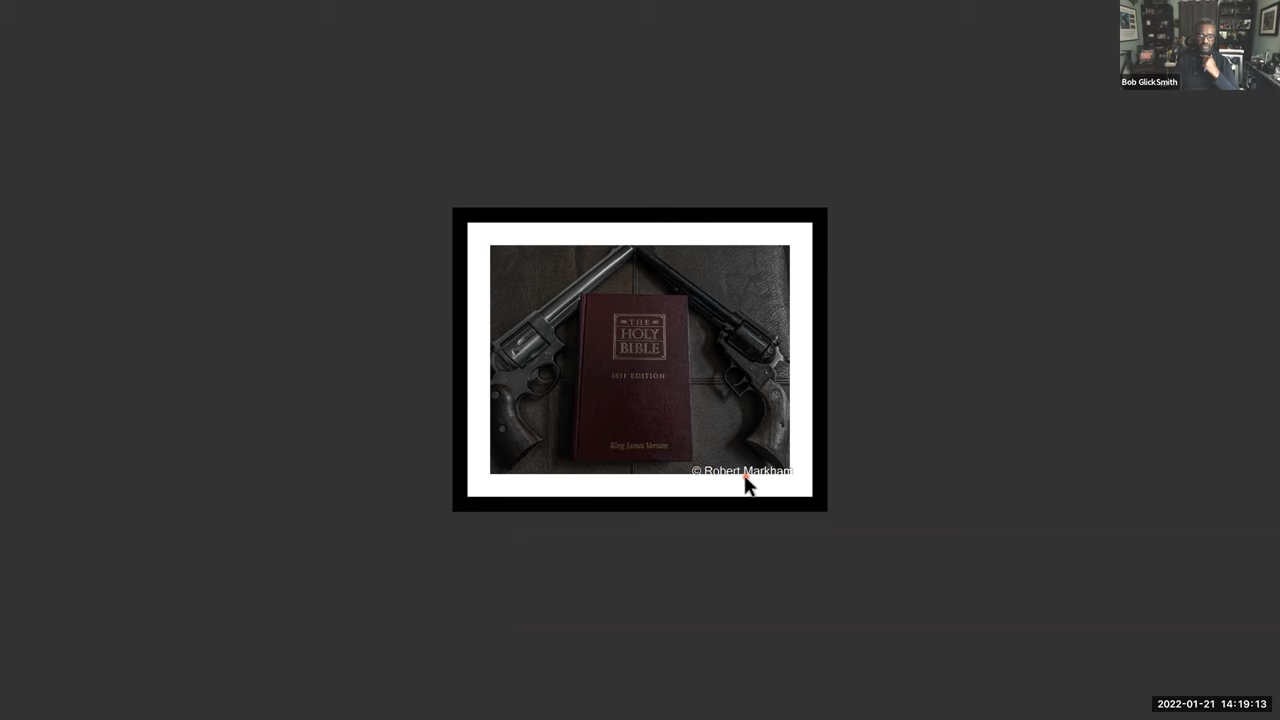 Bob GlickSmith
THE
HOLY
BIBLE
1611 EDITION
King James Version
© Robert Markham
2022-01-21 14:19:13